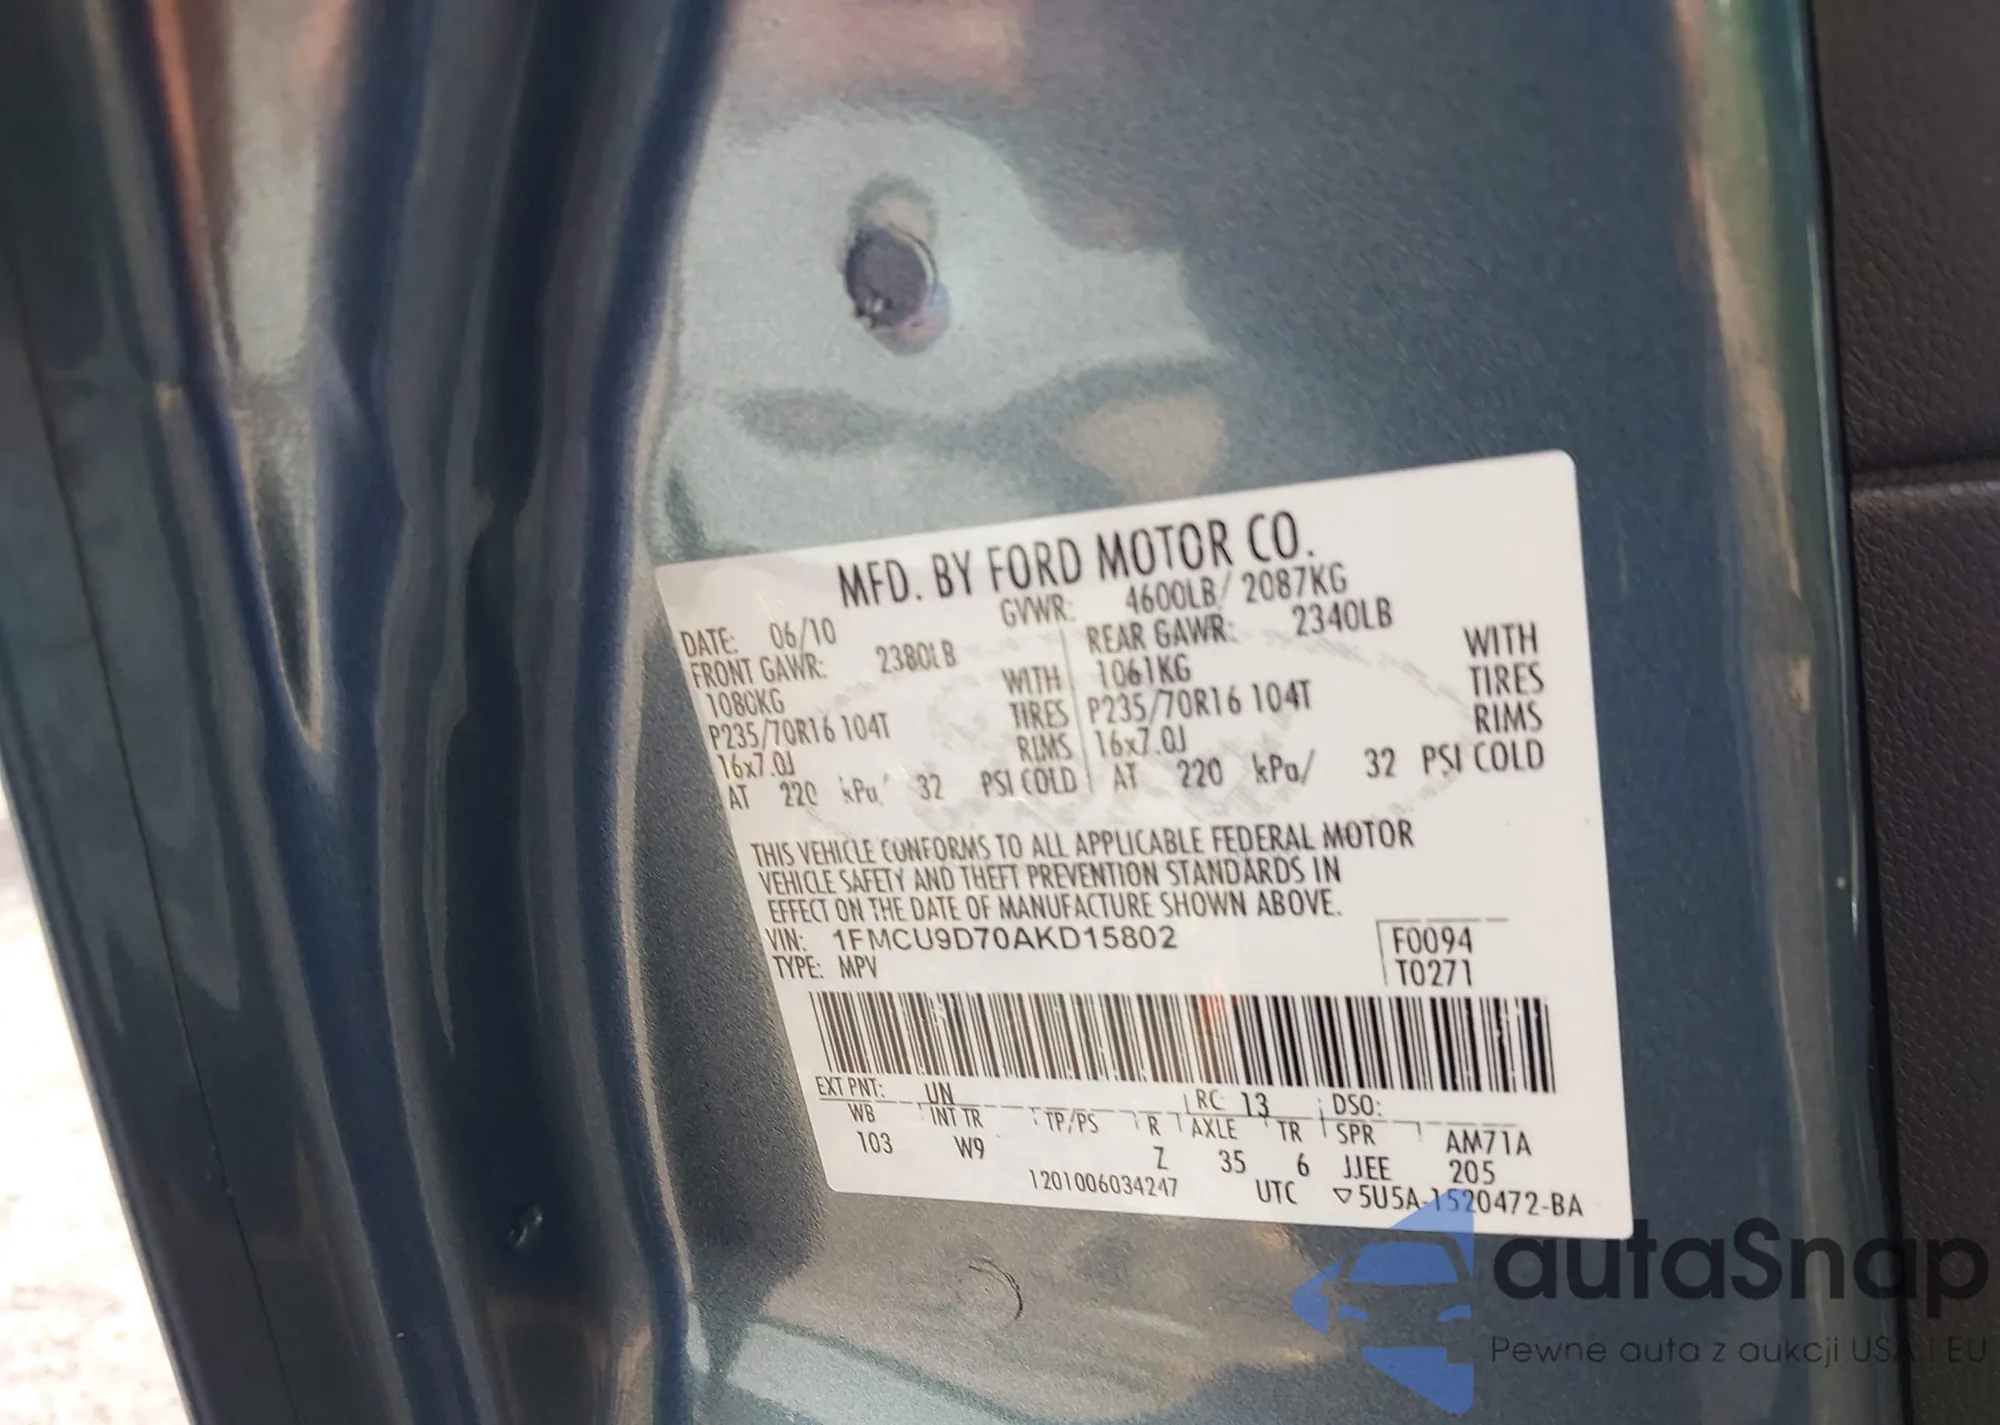 MFD. BY FORD MOTOR CO.
DATE: 06/10 GVWR: 4600LB/ 2087KG
FRONT GAWR: 2380LB REAR GAWR: 2340LB
1080KG WITH 1061KG WITH
P235/70R16 104T TIRES P235/70R16 104T TIRES
16x7.0J RIMS 16x7.0J RIMS
AT 220 kPa/ 32 PSI COLD AT 220 kPa/ 32 PSI COLD
THIS VEHICLE CONFORMS TO ALL APPLICABLE FEDERAL MOTOR
VEHICLE SAFETY AND THEFT PREVENTION STANDARDS IN
EFFECT ON THE DATE OF MANUFACTURE SHOWN ABOVE.
VIN: 1FMCU9D70AKD15802 F0094
TYPE: MPV T0271
EXT PNT: UN RC: 13 DSO:
WB INT TR TP/PS R AXLE TR SPR AM71A
103 W9 Z 35 6 JJEE 205
1201006034247 UTC ▽5U5A-1520472-BA
autaSnap
Pewne auta z aukcji USA i EU